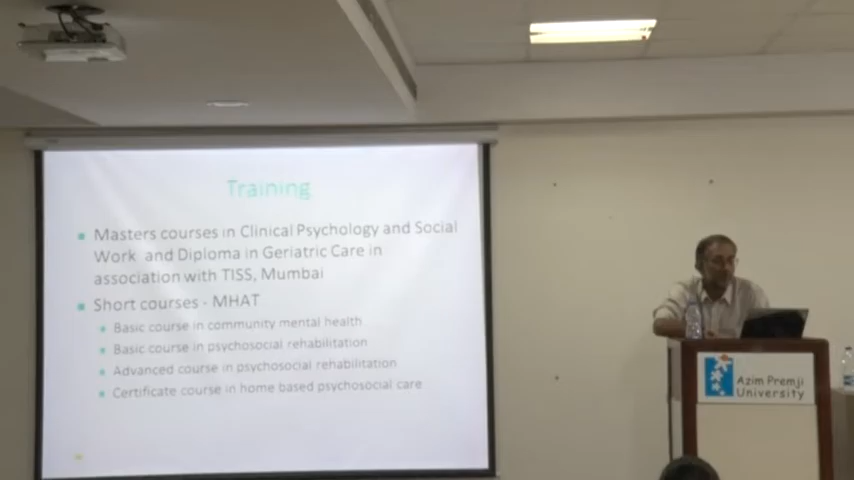 Training
Masters courses in Clinical Psychology and Social
Work and Diploma in Geriatric Care in
association with TISS, Mumbai
Short courses - MHAT
Basic course in community mental health
Basic course in psychosocial rehabilitation
Advanced course in psychosocial rehabilitation
Certificate course in home based psychosocial care
Azim Premji
University